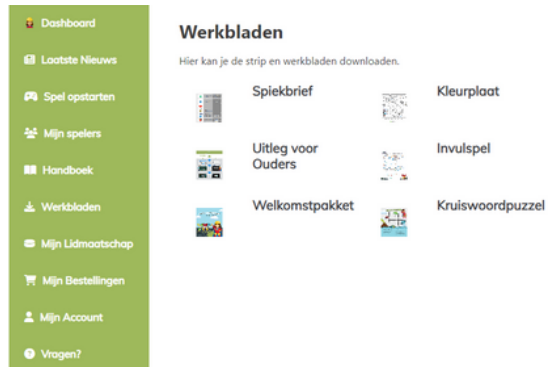 Dashboard
Laatste Nieuws
Spel opstarten
Mijn spelers
Handboek
Werkbladen
Mijn Lidmaatschap
Mijn Bestellingen
Mijn Account
Vragen?
Werkbladen
Hier kan je de strip en werkbladen downloaden.
Spiekbrief
Kleurplaat
Uitleg voor
Ouders
Invulspel
Welkomstpakket
Kruiswoordpuzzel